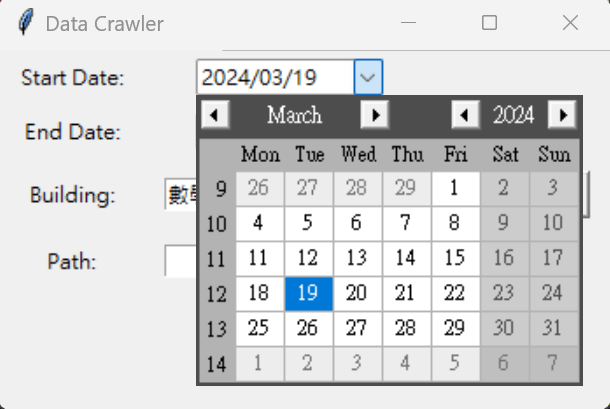 Data Crawler
Start Date: 2024/03/19
March 2024
Mon Tue Wed Thu Fri Sat Sun
9 26 27 28 29 1 2 3
10 4 5 6 7 8 9 10
11 11 12 13 14 15 16 17
12 18 19 20 21 22 23 24
13 25 26 27 28 29 30 31
14 1 2 3 4 5 6 7
End Date:
Building: 數
Path: